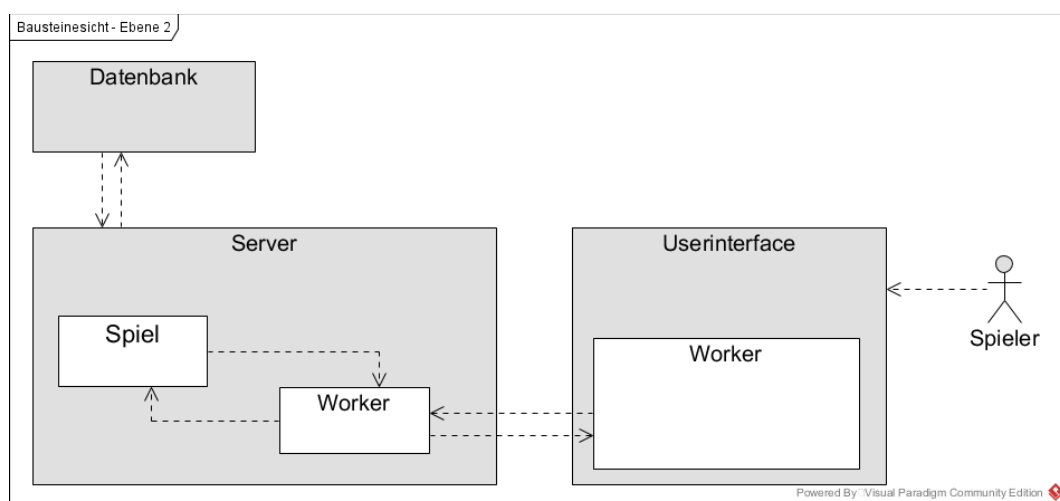 Bausteinesicht - Ebene 2
Datenbank
Server
Userinterface
Spiel
Spieler
Worker
Worker
Powered By Visual Paradigm Community Edition